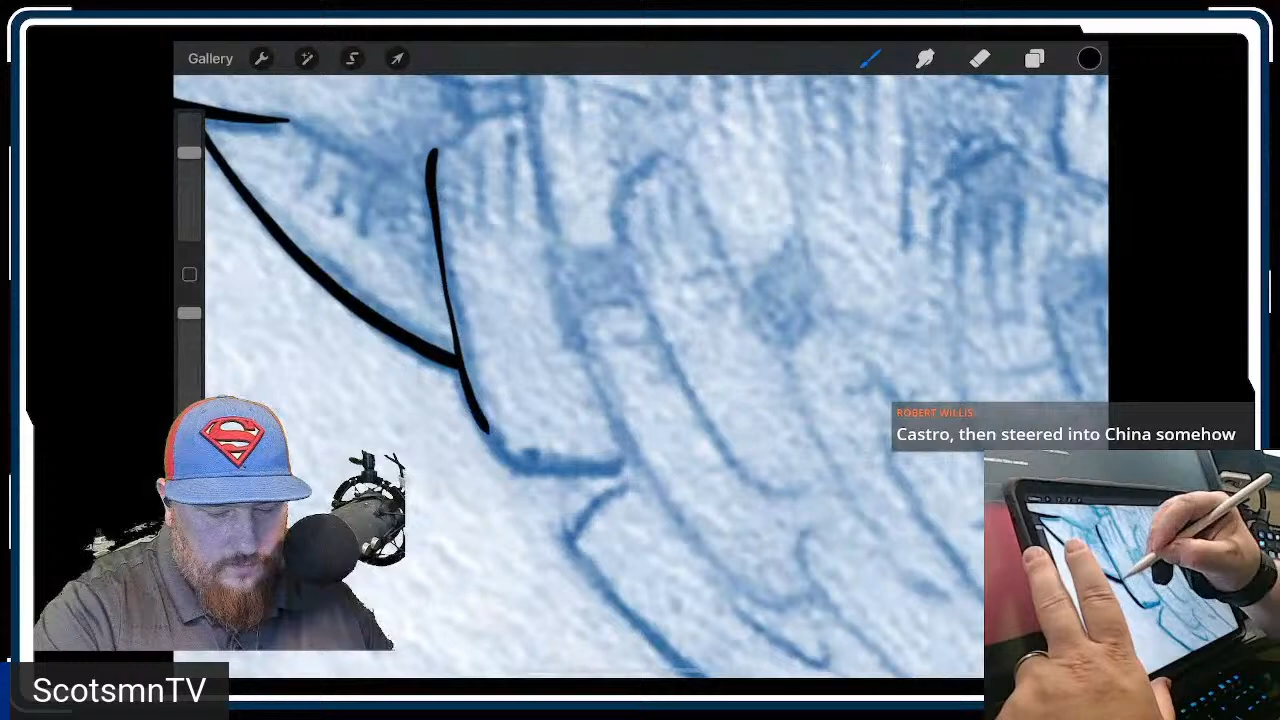 Gallery
ROBERT WILLIS
Castro, then steered into China somehow
ScotsmnTV